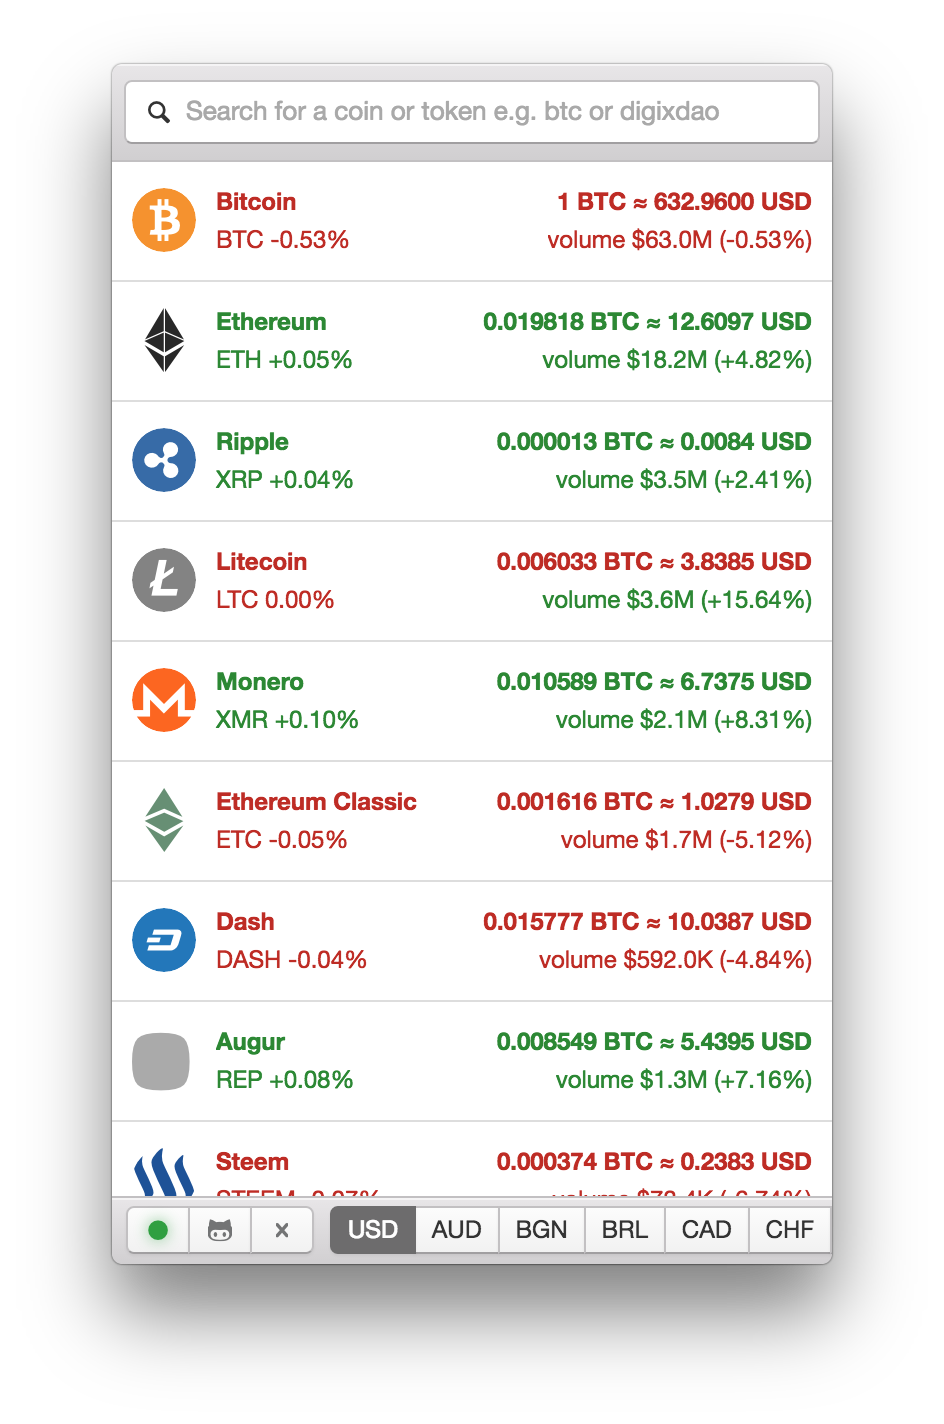 Search for a coin or token e.g. btc or digixdao
Bitcoin 1 BTC ≈ 632.9600 USD
BTC -0.53% volume $63.0M (-0.53%)
Ethereum 0.019818 BTC ≈ 12.6097 USD
ETH +0.05% volume $18.2M (+4.82%)
Ripple 0.000013 BTC ≈ 0.0084 USD
XRP +0.04% volume $3.5M (+2.41%)
Litecoin 0.006033 BTC ≈ 3.8385 USD
LTC 0.00% volume $3.6M (+15.64%)
Monero 0.010589 BTC ≈ 6.7375 USD
XMR +0.10% volume $2.1M (+8.31%)
Ethereum Classic 0.001616 BTC ≈ 1.0279 USD
ETC -0.05% volume $1.7M (-5.12%)
Dash 0.015777 BTC ≈ 10.0387 USD
DASH -0.04% volume $592.0K (-4.84%)
Augur 0.008549 BTC ≈ 5.4395 USD
REP +0.08% volume $1.3M (+7.16%)
Steem 0.000374 BTC ≈ 0.2383 USD
USD AUD BGN BRL CAD CHF